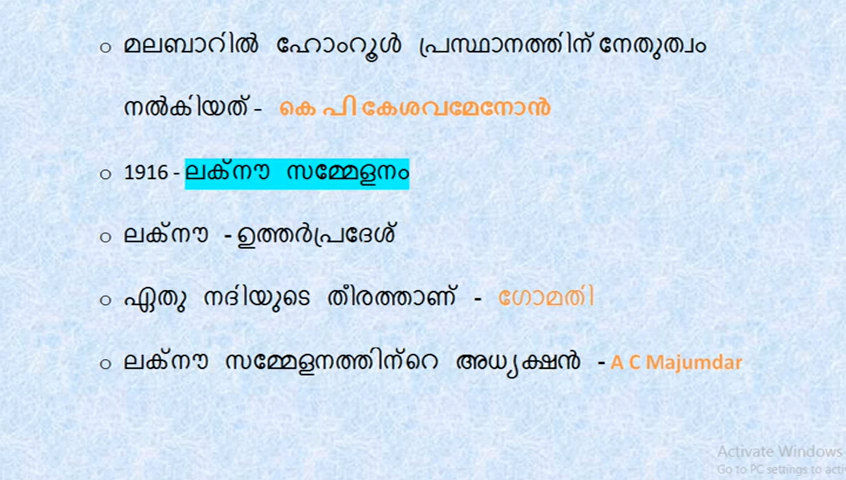 ○ മലബാറിൽ ഹോംറൂൾ പ്രസ്ഥാനത്തിന് നേതൃത്വം
നൽകിയത് - കെ പി കേശവമേനോൻ
○ 1916 - ലക്നൗ സമ്മേളനം
○ ലക്നൗ - ഉത്തർപ്രദേശ്
○ ഏതു നദിയുടെ തീരത്താണ് - ഗോമതി
○ ലക്നൗ സമ്മേളനത്തിന്റെ അധ്യക്ഷൻ - A C Majumdar
Activate Windows
Go to PC settings to